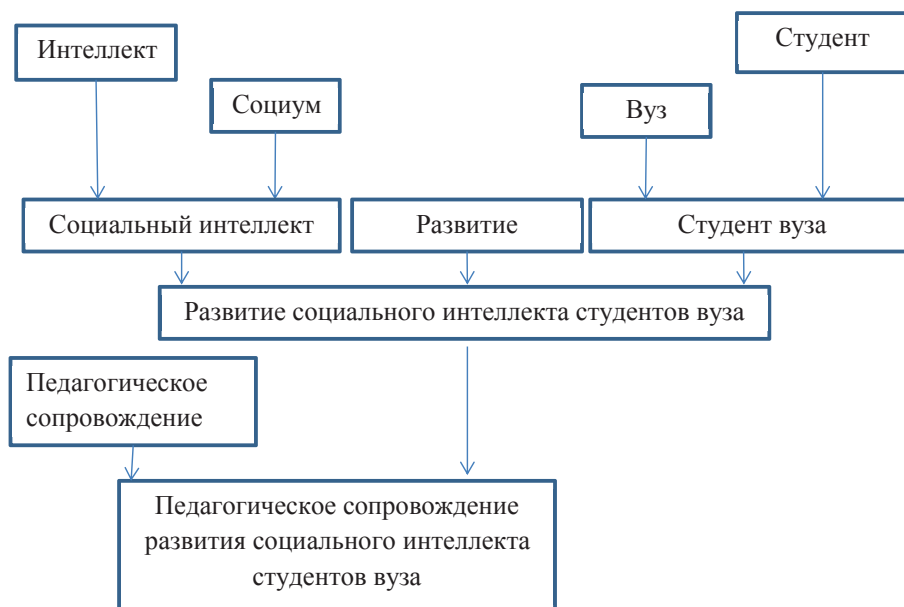 Интеллект
Студент
Социум
Вуз
Социальный интеллект
Развитие
Студент вуза
Развитие социального интеллекта студентов вуза
Педагогическое
сопровождение
Педагогическое сопровождение
развития социального интеллекта
студентов вуза